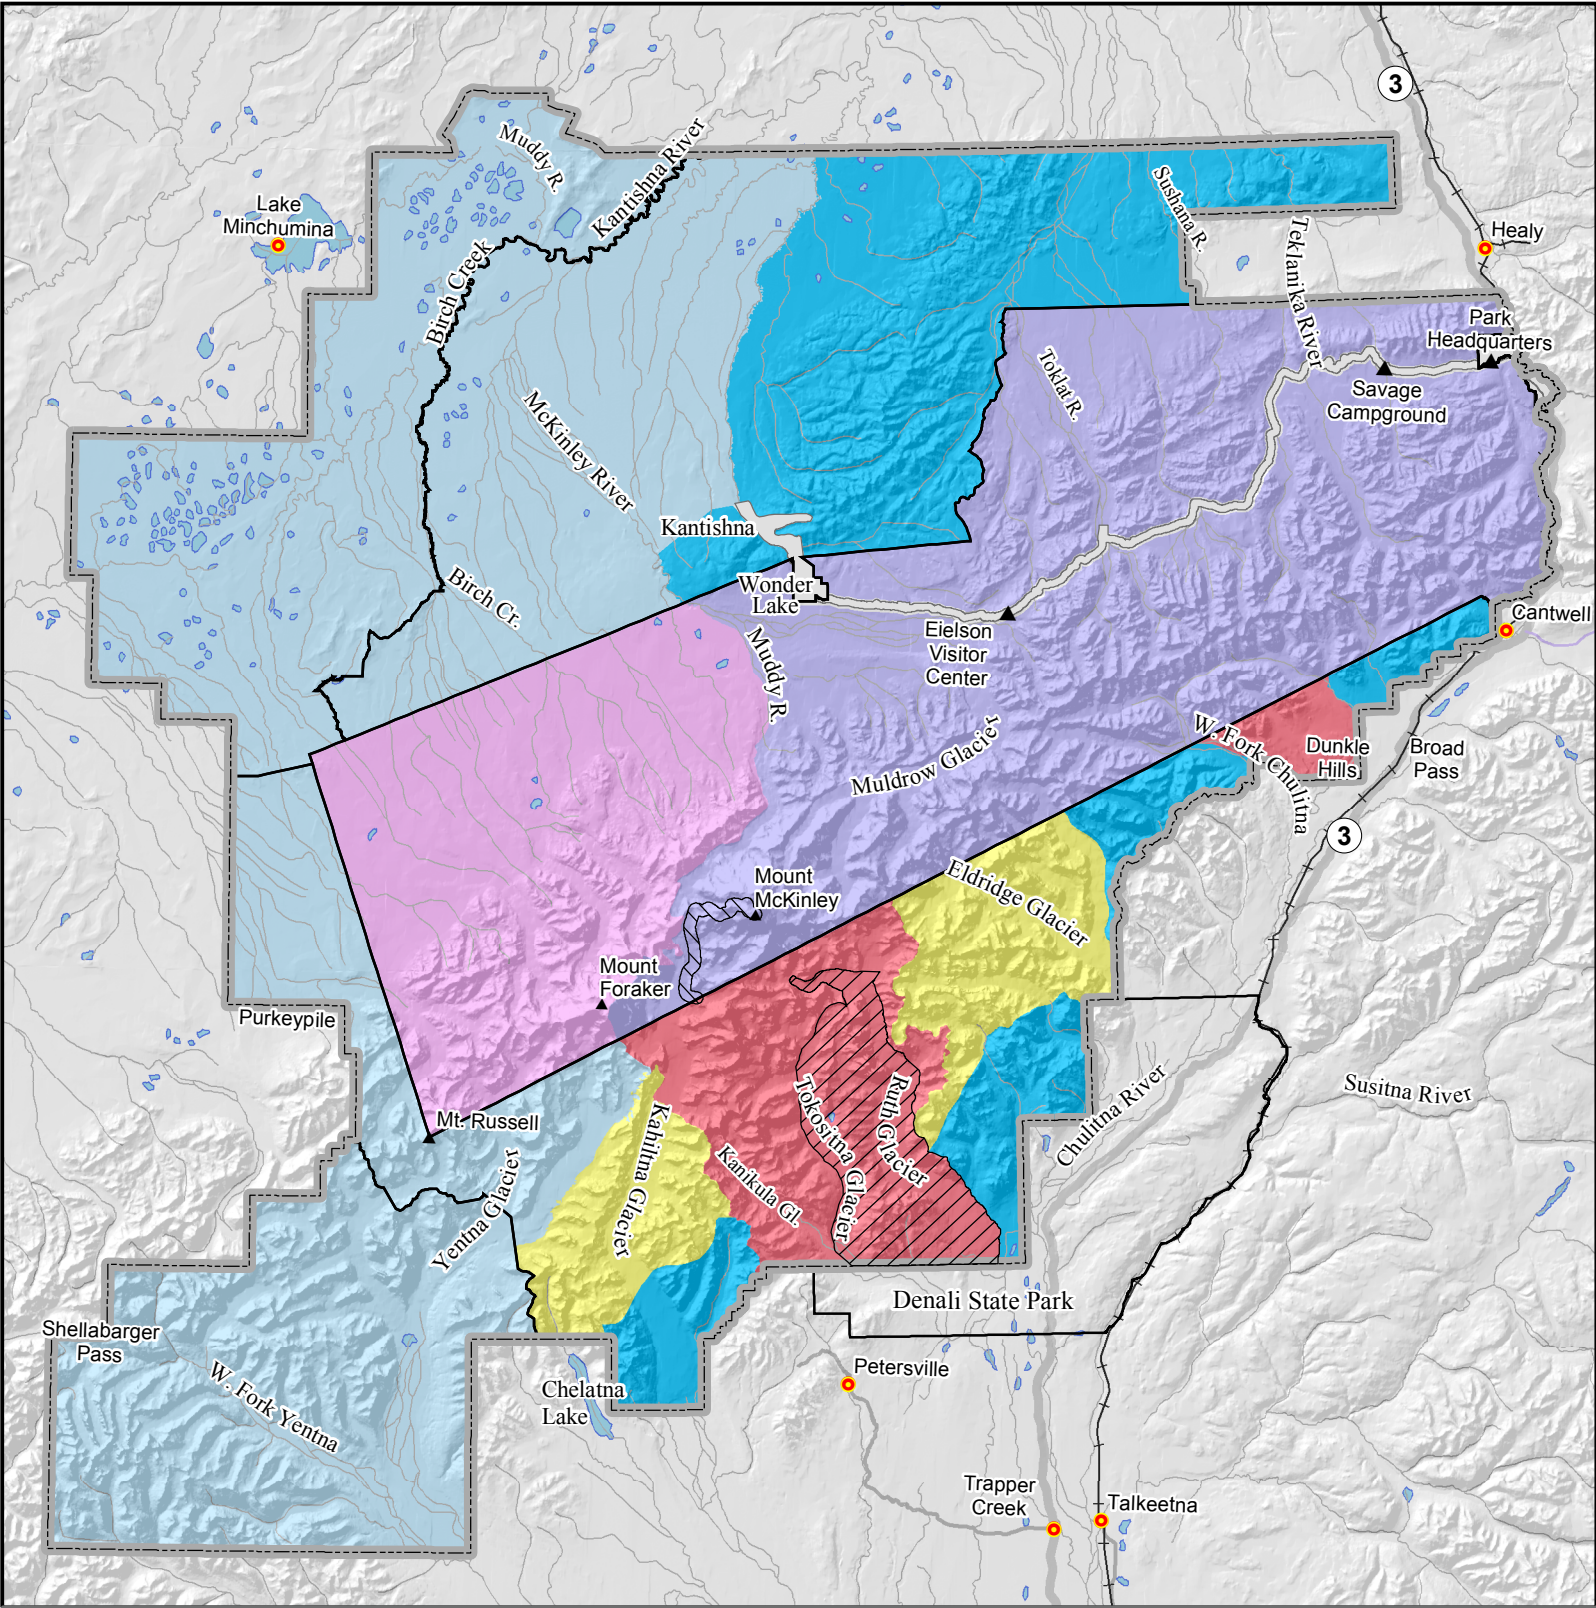 3
Muddy R.
Kantishna River
Lake
Minchumina
Sushana R.
Teklanika River
Healy
Birch Creek
Park
Headquarters
Toklat R.
Savage
Campground
McKinley River
Kantishna
Wonder
Lake
Birch Cr.
Eielson
Visitor
Center
Cantwell
Muddy R.
Muldrow Glacier
W. Fork Chulitna
Dunkle
Hills
Broad
Pass
3
Mount
McKinley
Eldridge Glacier
Mount
Foraker
Purkeypile
Mt. Russell
Kahiltna Glacier
Tokositna Glacier
Ruth Glacier
Chulitna River
Susitna River
Yentna Glacier
Kanikula Gl.
Denali State Park
Shellabarger
Pass
W. Fork Yentna
Chelatna
Lake
Petersville
Trapper
Creek
Talkeetna